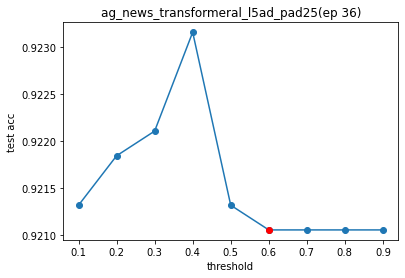 ag_news_transformeral_l5ad_pad25(ep 36)
test acc
0.9230
0.9225
0.9220
0.9215
0.9210
0.1 0.2 0.3 0.4 0.5 0.6 0.7 0.8 0.9
threshold